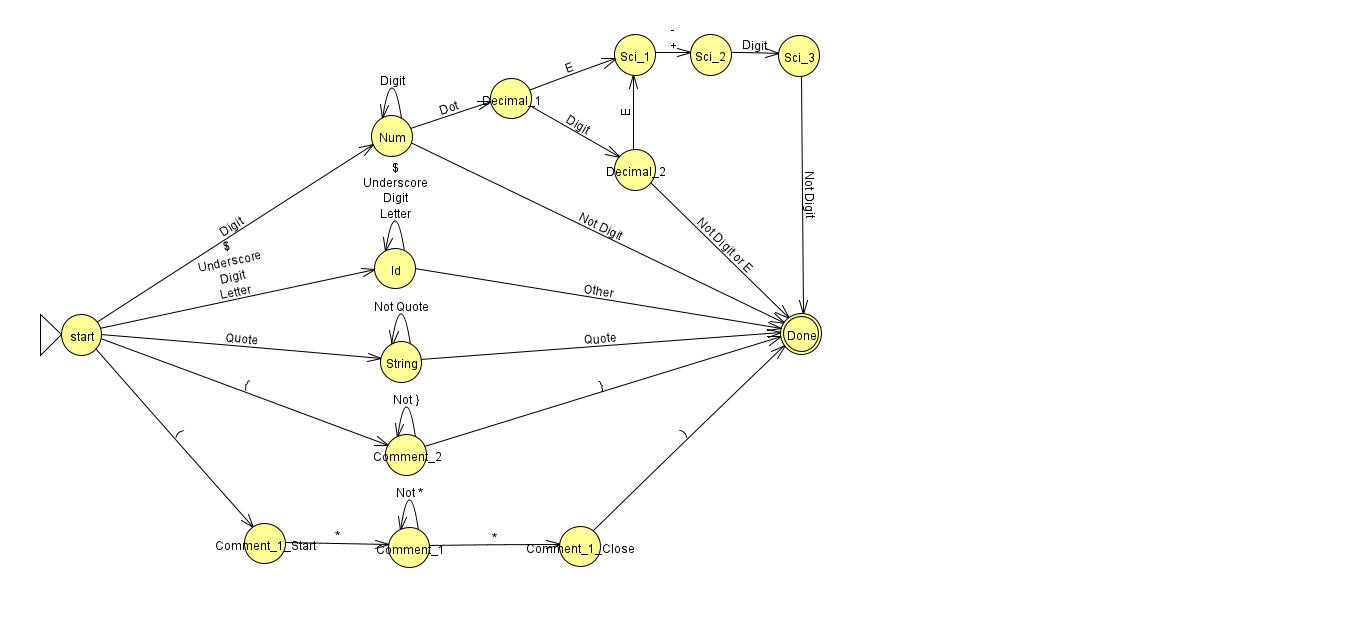 -
+
Sci_1
Sci_2
Digit
Sci_3
E
Digit
Dot
Decimal_1
E
Digit
Num
$
Underscore
Digit
Letter
Decimal_2
Not Digit
Digit
Not Digit
Not Digit or E
$
Underscore
Digit
Letter
Id
Other
Not Quote
start
Quote
String
Quote
Done
{
Not }
}
Comment_2
(
)
Not *
Comment_1_Start
*
Comment_1
*
Comment_1_Close